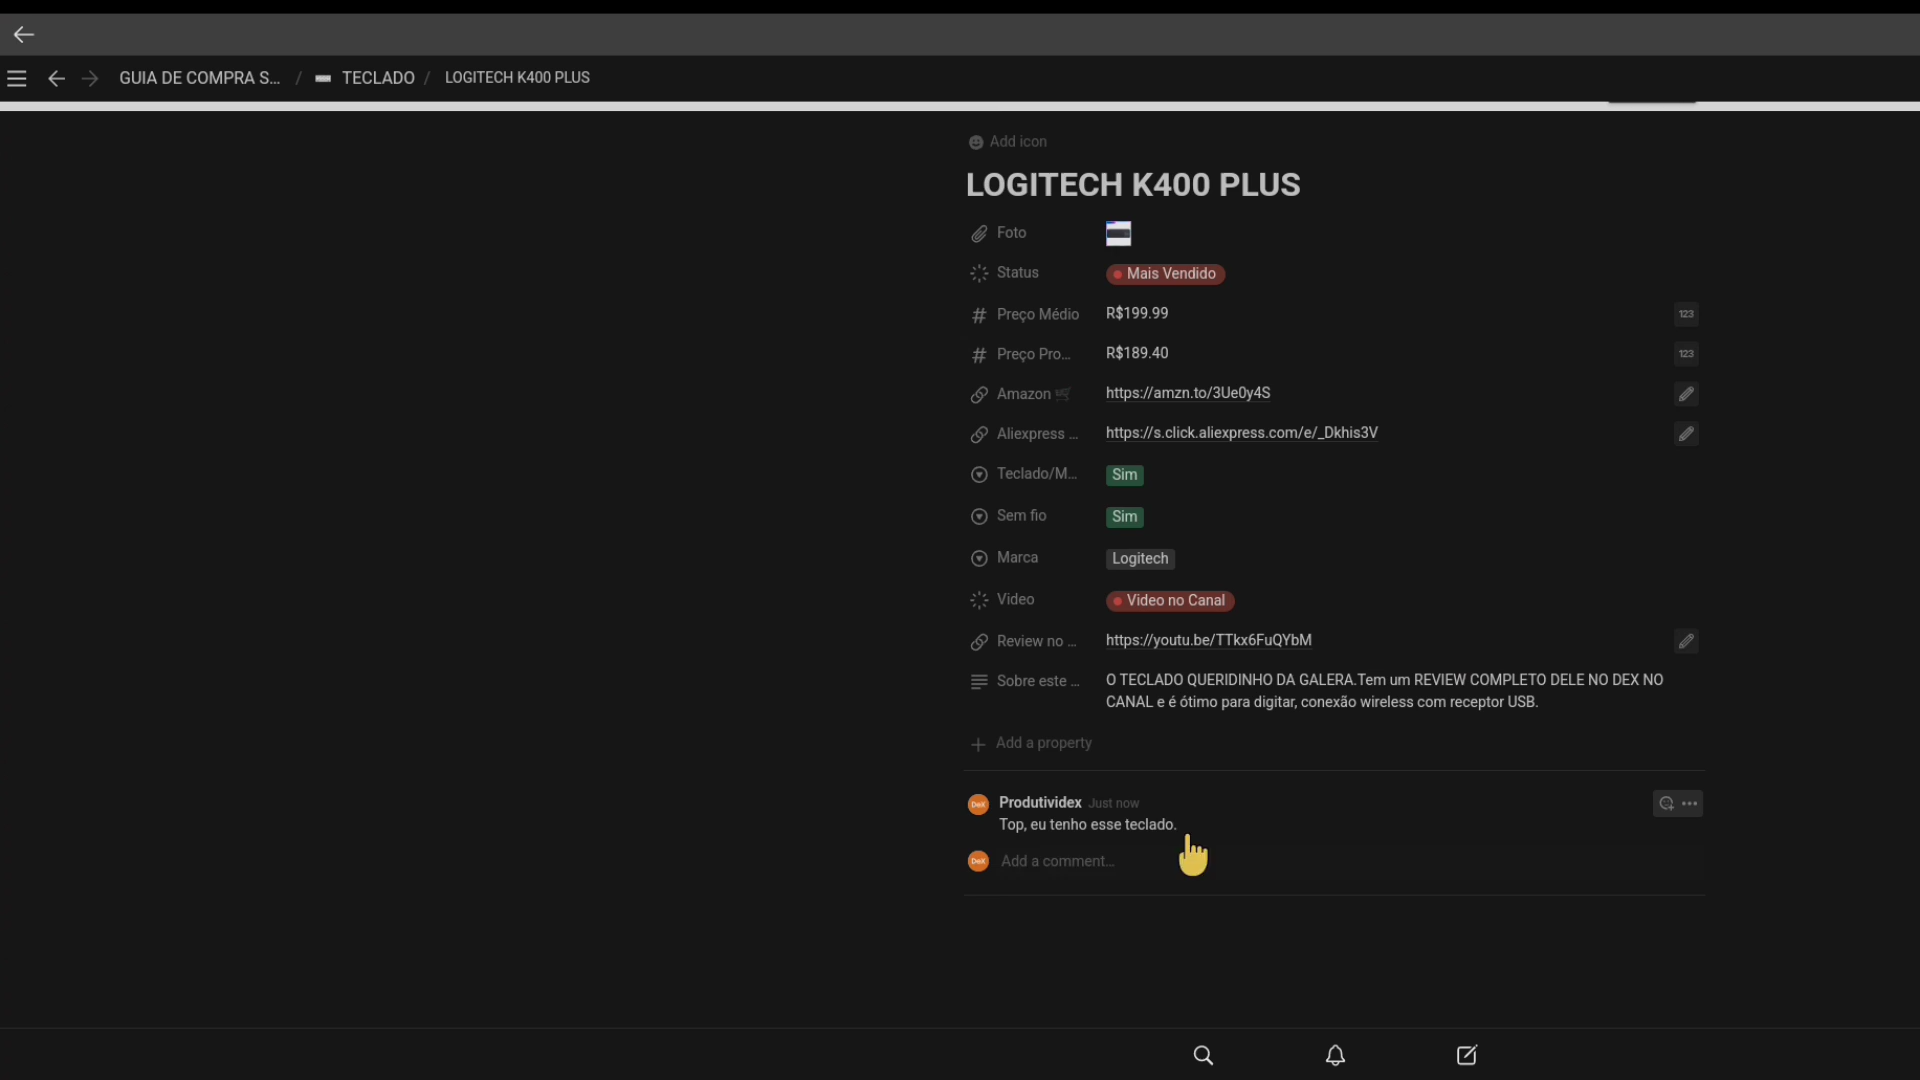 GUIA DE COMPRA S... / TECLADO / LOGITECH K400 PLUS
Add icon
LOGITECH K400 PLUS
Foto
Status Mais Vendido
Preço Médio R$199.99 123
Preço Pro... R$189.40 123
Amazon 🛒 https://amzn.to/3Ue0y4S
Aliexpress ... https://s.click.aliexpress.com/e/_Dkhis3V
Teclado/M... Sim
Sem fio Sim
Marca Logitech
Video Video no Canal
Review no ... https://youtu.be/TTkx6FuQYbM
Sobre este ... O TECLADO QUERIDINHO DA GALERA.Tem um REVIEW COMPLETO DELE NO DEX NO
CANAL e é ótimo para digitar, conexão wireless com receptor USB.
Add a property
DeX Produtividex Just now
Top, eu tenho esse teclado.
DeX Add a comment...